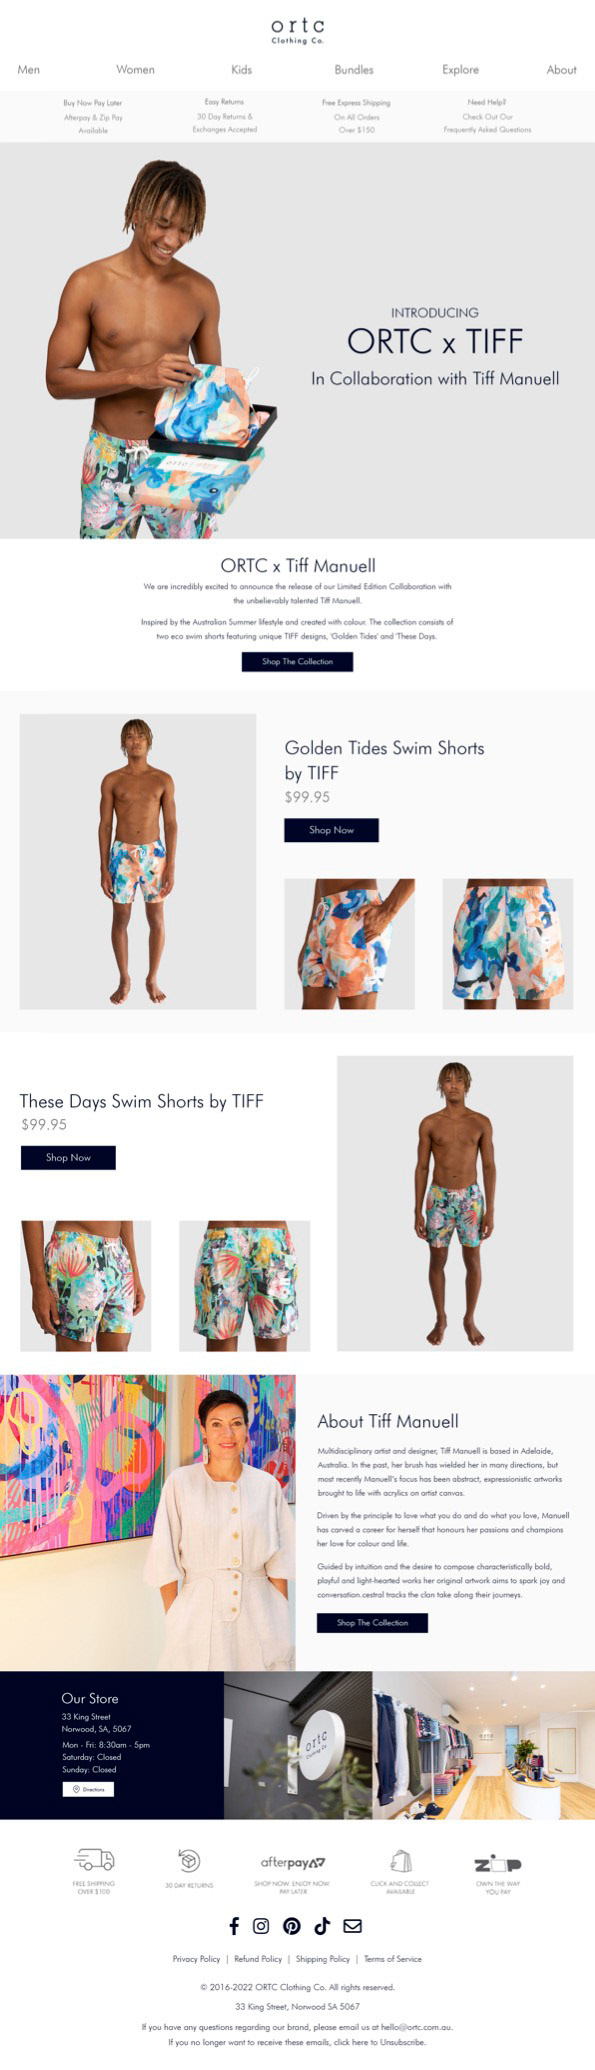 ortc
Clothing Co.
Men Women Kids Bundles Explore About
Buy Now Pay Later
Afterpay & Zip Pay
Available
Easy Returns
30 Day Returns &
Exchanges Accepted
Free Express Shipping
On All Orders
Over $150
Need Help?
Check Out Our
Frequently Asked Questions
INTRODUCING
ORTC x TIFF
In Collaboration with Tiff Manuell
ortc
ORTC x Tiff Manuell
We are incredibly excited to announce the release of our Limited Edition Collaboration with
the unbelievably talented Tiff Manuell.
Inspired by the Australian Summer lifestyle and created with colour. The collection consists of
two eco swim shorts featuring unique TIFF designs, 'Golden Tides' and 'These Days.
Shop The Collection
Golden Tides Swim Shorts
by TIFF
$99.95
Shop Now
These Days Swim Shorts by TIFF
$99.95
Shop Now
About Tiff Manuell
Multidisciplinary artist and designer, Tiff Manuell is based in Adelaide,
Australia. In the past, her brush has wielded her in many directions, but
most recently Manuell's focus has been abstract, expressionistic artworks
brought to life with acrylics on artist canvas.
Driven by the principle to love what you do and do what you love, Manuell
has carved a career for herself that honours her passions and champions
her love for colour and life.
Guided by intuition and the desire to compose characteristically bold,
playful and light-hearted works her original artwork aims to spark joy and
conversation.cestral tracks the clan take along their journeys.
Shop The Collection
Our Store
33 King Street
Norwood, SA, 5067
Mon - Fri: 8:30am - 5pm
Saturday: Closed
Sunday: Closed
Directions
ortc
Clothing Co.
FREE SHIPPING
OVER $100
30 DAY RETURNS
afterpay
SHOP NOW. ENJOY NOW.
PAY LATER
CLICK AND COLLECT
AVAILABLE
ZIP
OWN THE WAY
YOU PAY
Privacy Policy | Refund Policy | Shipping Policy | Terms of Service
© 2016-2022 ORTC Clothing Co. All rights reserved.
33 King Street, Norwood SA 5067
If you have any questions regarding our brand, please email us at hello@ortc.com.au.
If you no longer want to receive these emails, click here to Unsubscribe.